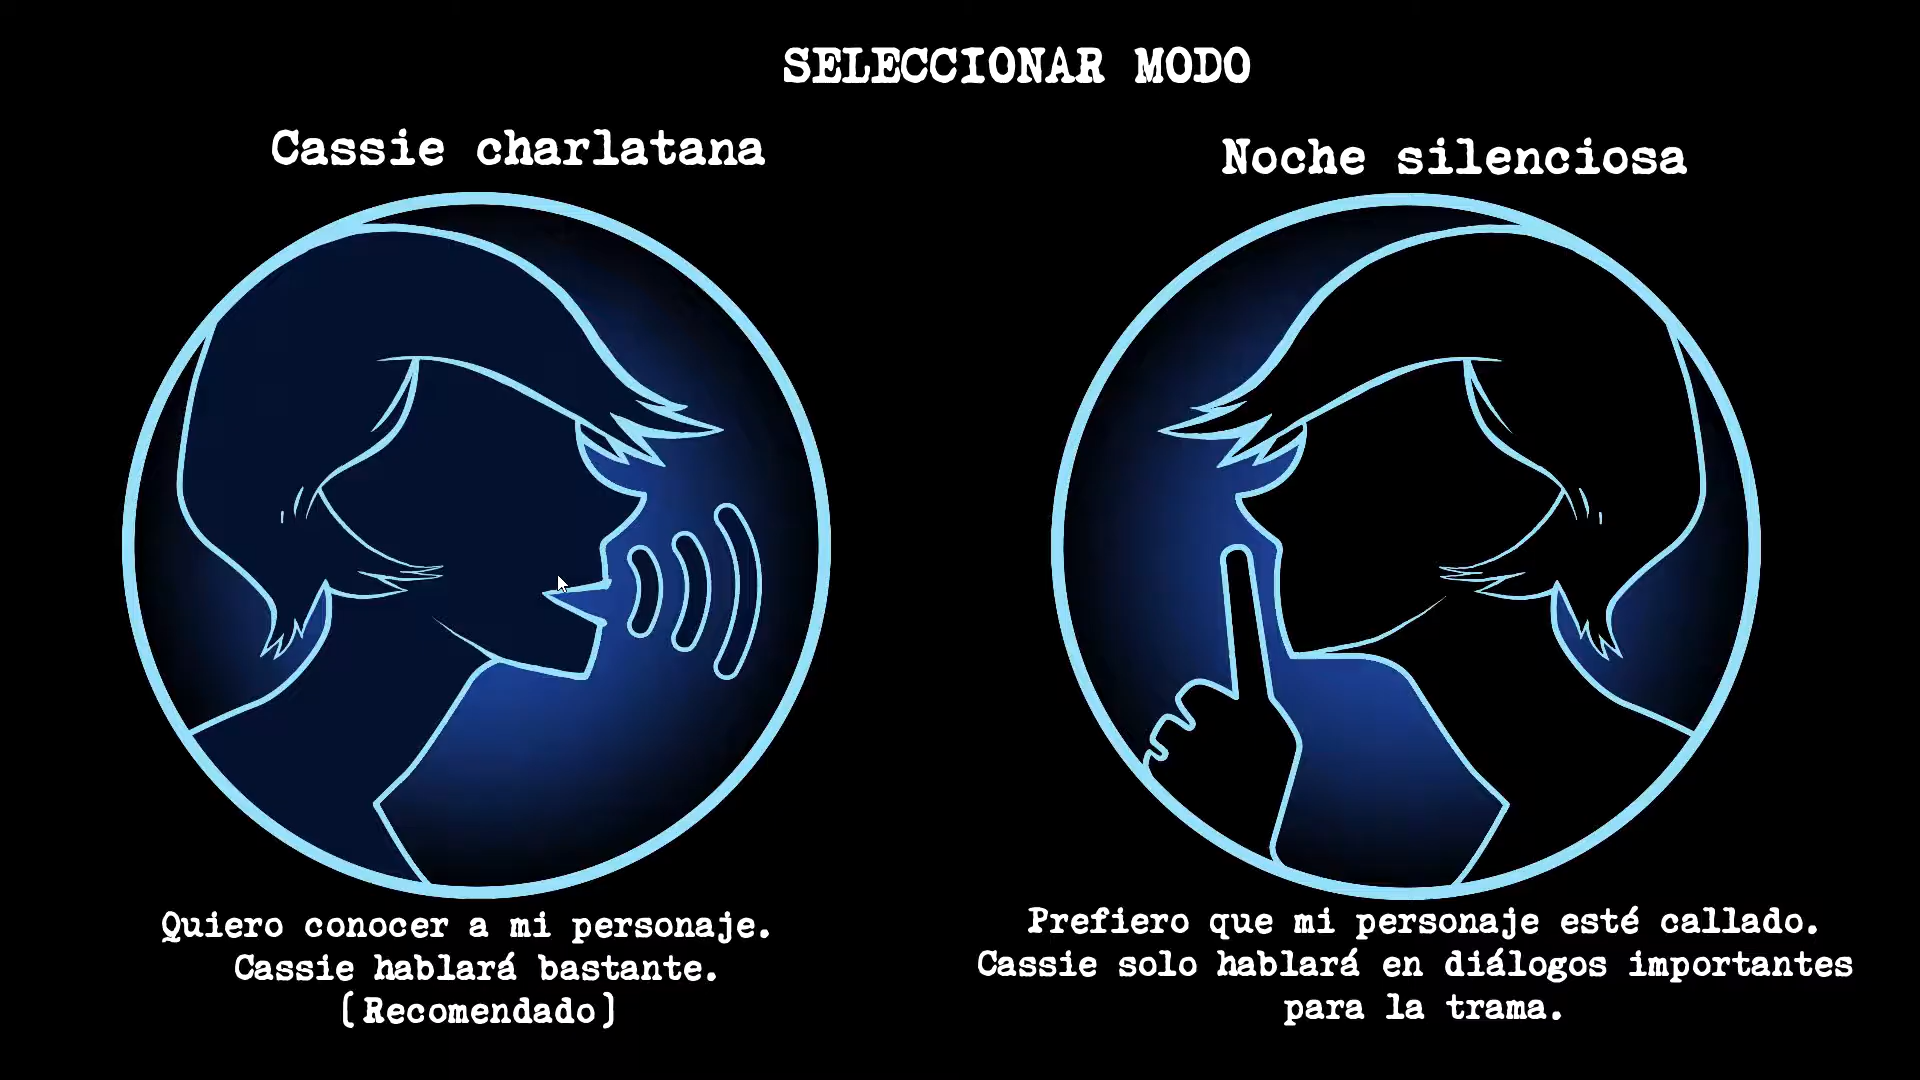 SELECCIONAR MODO
Cassie charlatana
Quiero conocer a mi personaje.
Cassie hablará bastante.
(Recomendado)
Noche silenciosa
Prefiero que mi personaje esté callado.
Cassie solo hablará en diálogos importantes
para la trama.